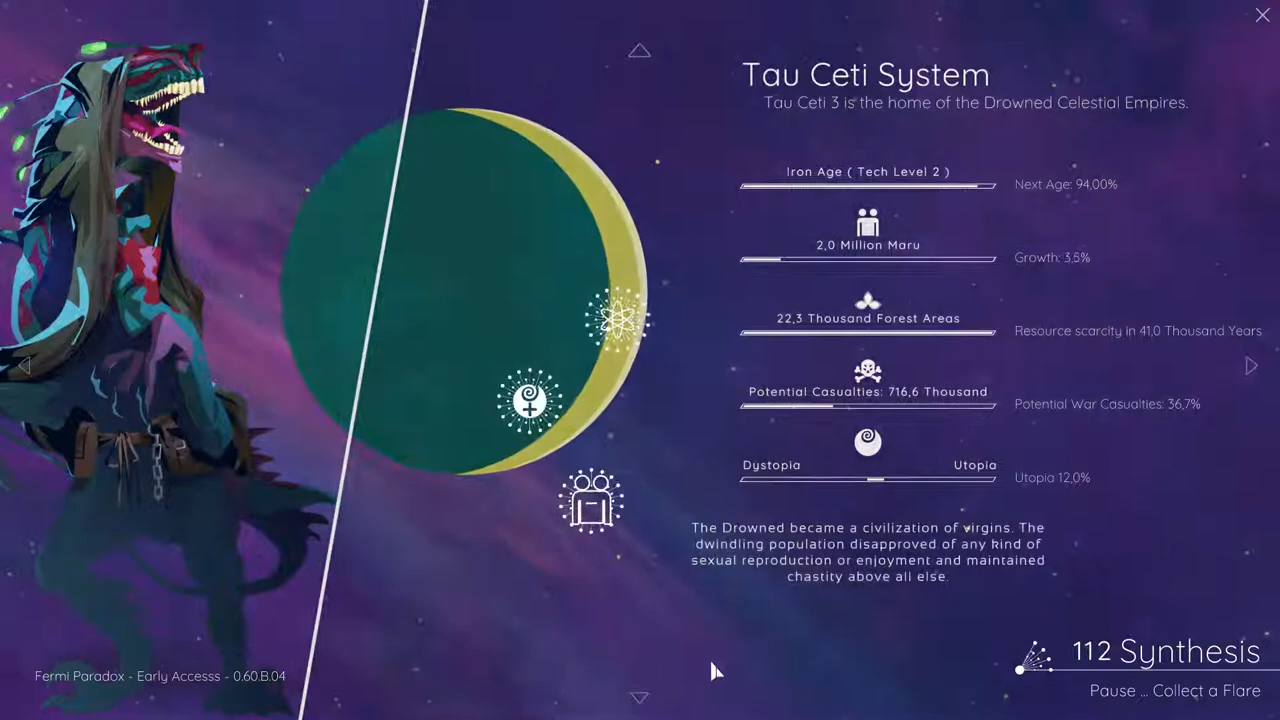 Tau Ceti System
Tau Ceti 3 is the home of the Drowned Celestial Empires.
Iron Age ( Tech Level 2 )
Next Age: 94,00%
2,0 Million Maru
Growth: 3,5%
22,3 Thousand Forest Areas
Resource scarcity in 41,0 Thousand Years
Potential Casualties: 716,6 Thousand
Potential War Casualties: 36,7%
Dystopia Utopia
Utopia 12,0%
The Drowned became a civilization of virgins. The
dwindling population disapproved of any kind of
sexual reproduction or enjoyment and maintained
chastity above all else.
112 Synthesis
Pause ... Collect a Flare
Fermi Paradox - Early Accesss - 0.60.B.04